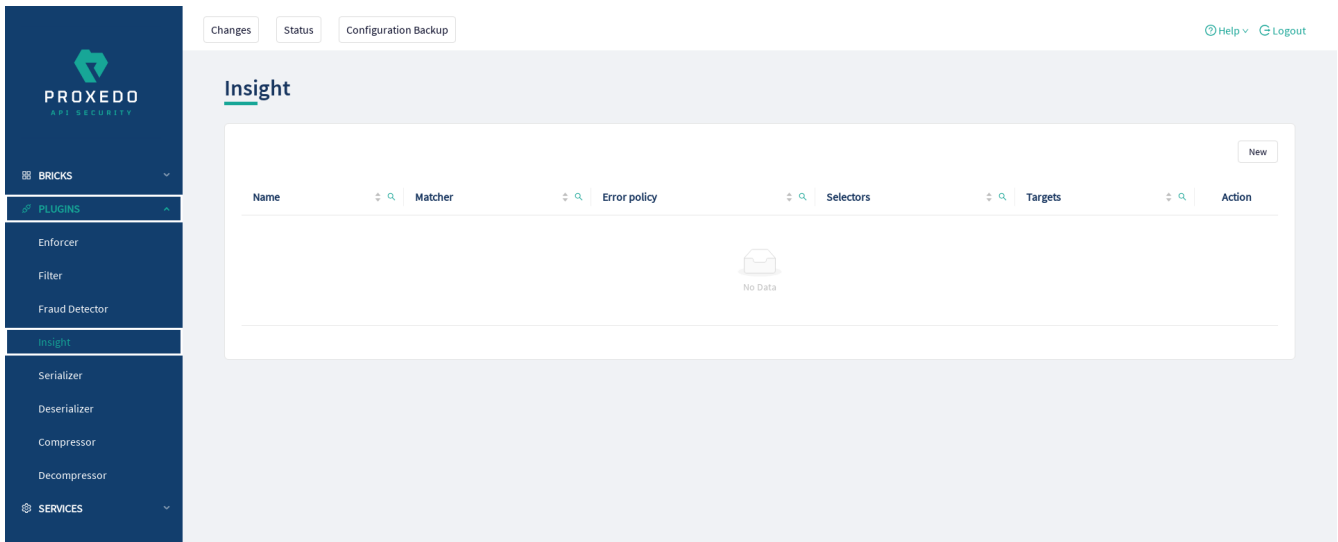 Changes Status Configuration Backup Help Logout
PROXEDO
API SECURITY
Insight
New
BRICKS
Name Matcher Error policy Selectors Targets Action
PLUGINS
Enforcer
Filter
Fraud Detector
No Data
Insight
Serializer
Deserializer
Compressor
Decompressor
SERVICES